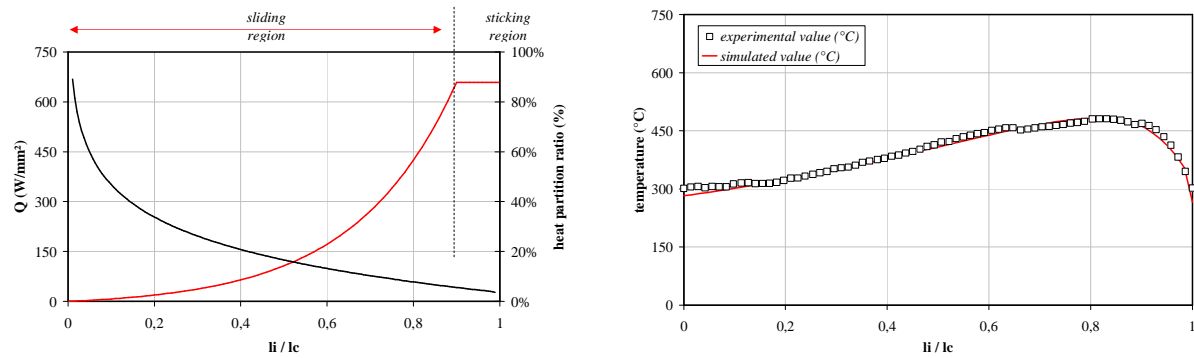 sliding
region
sticking
region
750
600
450
300
150
0
Q (W/mm²)
100%
80%
60%
40%
20%
0%
heat partition ratio (%)
0
0,2
0,4
0,6
0,8
1
li / lc
750
600
450
300
150
0
temperature (°C)
experimental value (°C)
simulated value (°C)
0
0,2
0,4
0,6
0,8
1
li / lc